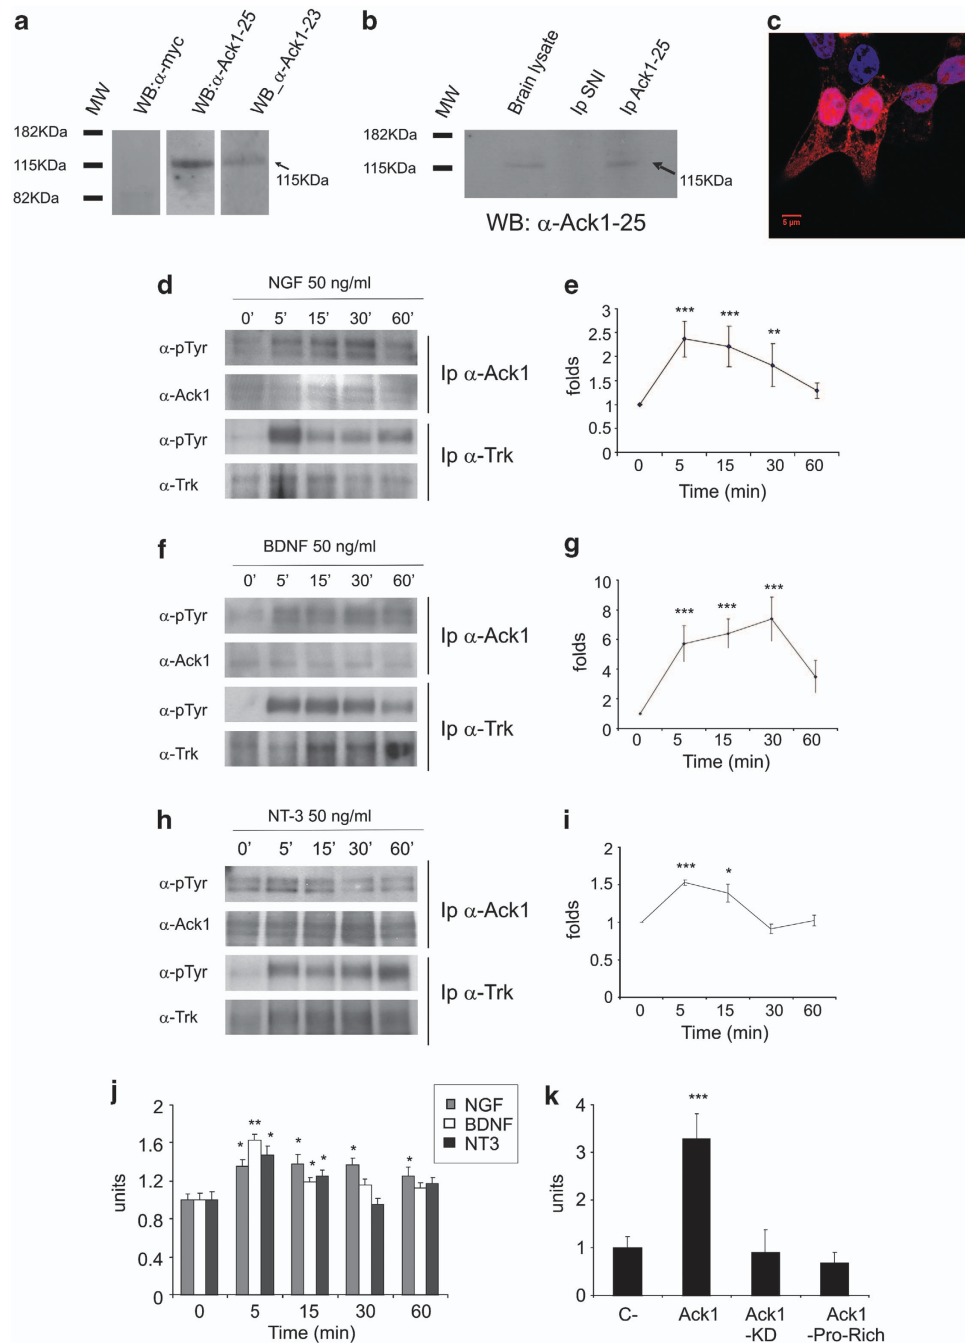 a
MW
WB:α-myc
WB:α-Ack1-25
WB_α-Ack1-23
182KDa
115KDa
82KDa
115KDa
b
MW
Brain lysate
Ip SNI
Ip Ack1-25
182KDa
115KDa
115KDa
WB: α-Ack1-25
c
5 µm
d
NGF 50 ng/ml
0' 5' 15' 30' 60'
α-pTyr
α-Ack1
Ip α-Ack1
α-pTyr
α-Trk
Ip α-Trk
e
folds
3
2.5
2
1.5
1
0.5
0
*** *** **
0 5 15 30 60
Time (min)
f
BDNF 50 ng/ml
0' 5' 15' 30' 60'
α-pTyr
α-Ack1
Ip α-Ack1
α-pTyr
α-Trk
Ip α-Trk
g
folds
10
8
6
4
2
0
*** *** ***
0 5 15 30 60
Time (min)
h
NT-3 50 ng/ml
0' 5' 15' 30' 60'
α-pTyr
α-Ack1
Ip α-Ack1
α-pTyr
α-Trk
Ip α-Trk
i
folds
2
1.5
1
0.5
0
*** *
0 5 15 30 60
Time (min)
j
units
2
1.6
1.2
0.8
0.4
0
* ** * * * * * *
NGF
BDNF
NT3
0 5 15 30 60
Time (min)
k
units
4
3
2
1
0
***
C- Ack1 Ack1 Ack1
-KD -Pro-Rich